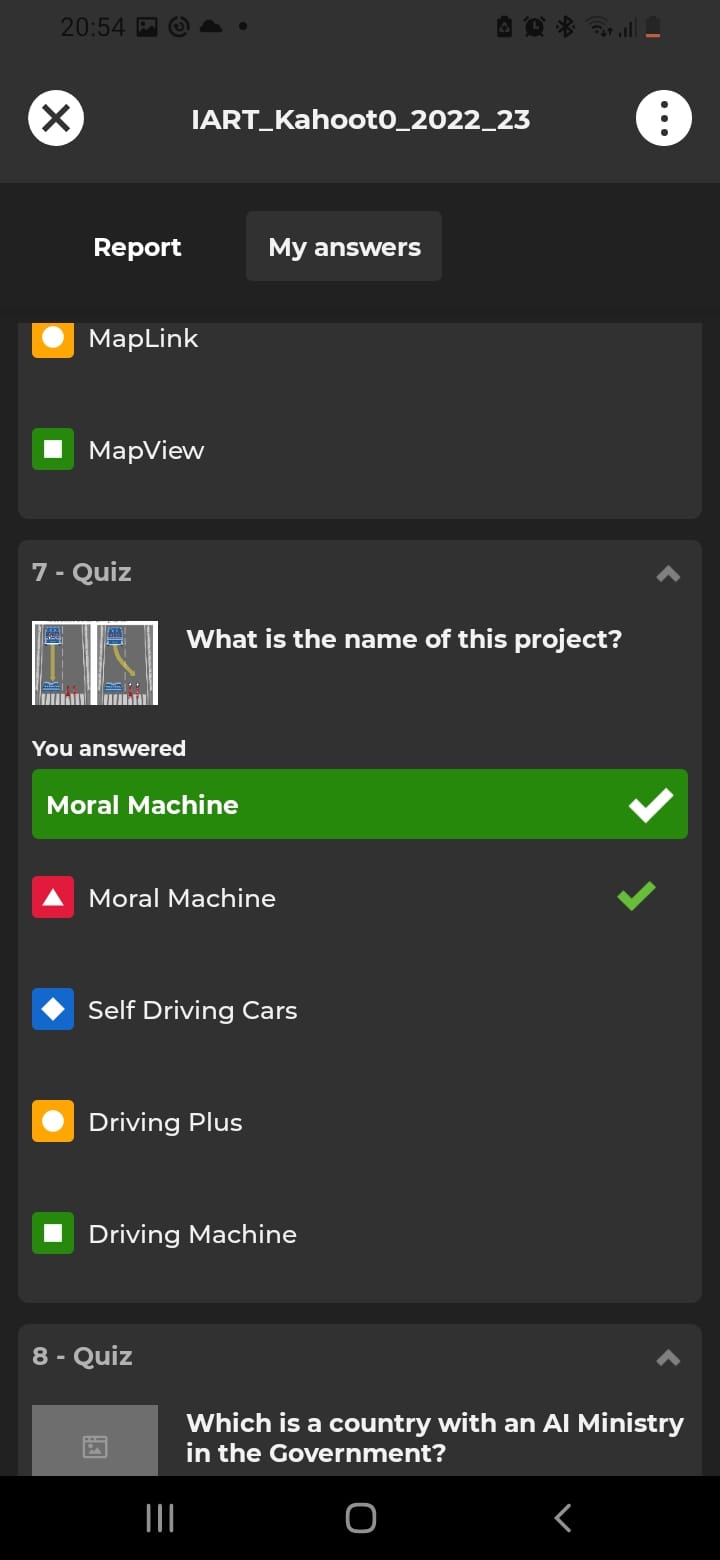 20:54
IART_Kahoot0_2022_23
Report
My answers
MapLink
MapView
7 - Quiz
What is the name of this project?
You answered
Moral Machine
Moral Machine
Self Driving Cars
Driving Plus
Driving Machine
8 - Quiz
Which is a country with an AI Ministry
in the Government?